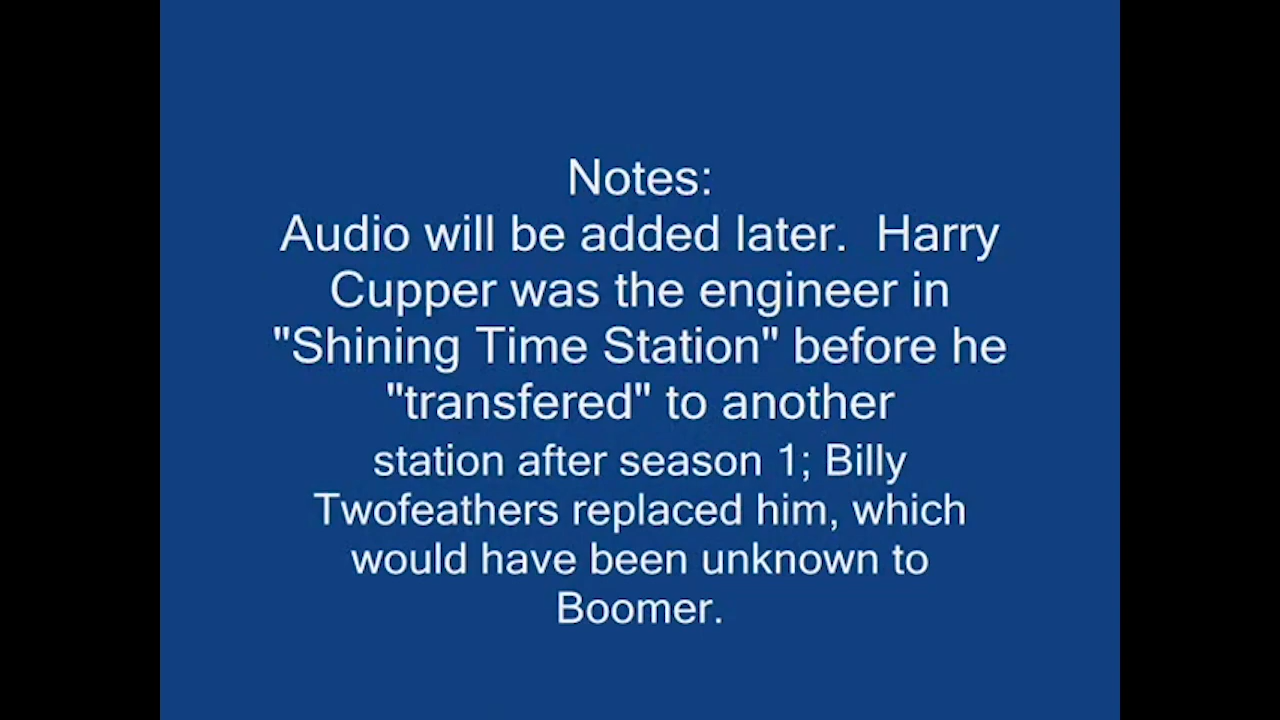 Notes:
Audio will be added later.  Harry
Cupper was the engineer in
"Shining Time Station" before he
"transfered" to another
station after season 1; Billy
Twofeathers replaced him, which
would have been unknown to
Boomer.